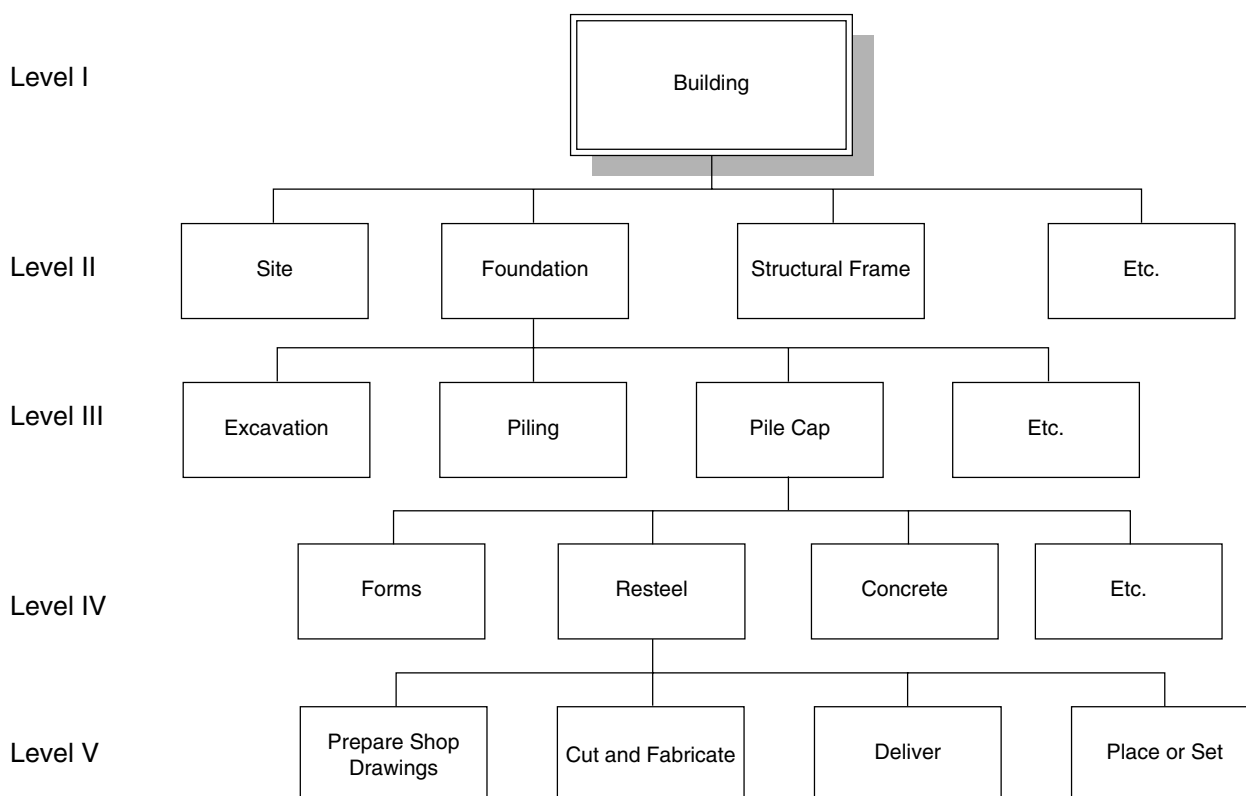 Level I
Building
Level II
Site
Foundation
Structural Frame
Etc.
Level III
Excavation
Piling
Pile Cap
Etc.
Level IV
Forms
Resteel
Concrete
Etc.
Level V
Prepare Shop
Drawings
Cut and Fabricate
Deliver
Place or Set